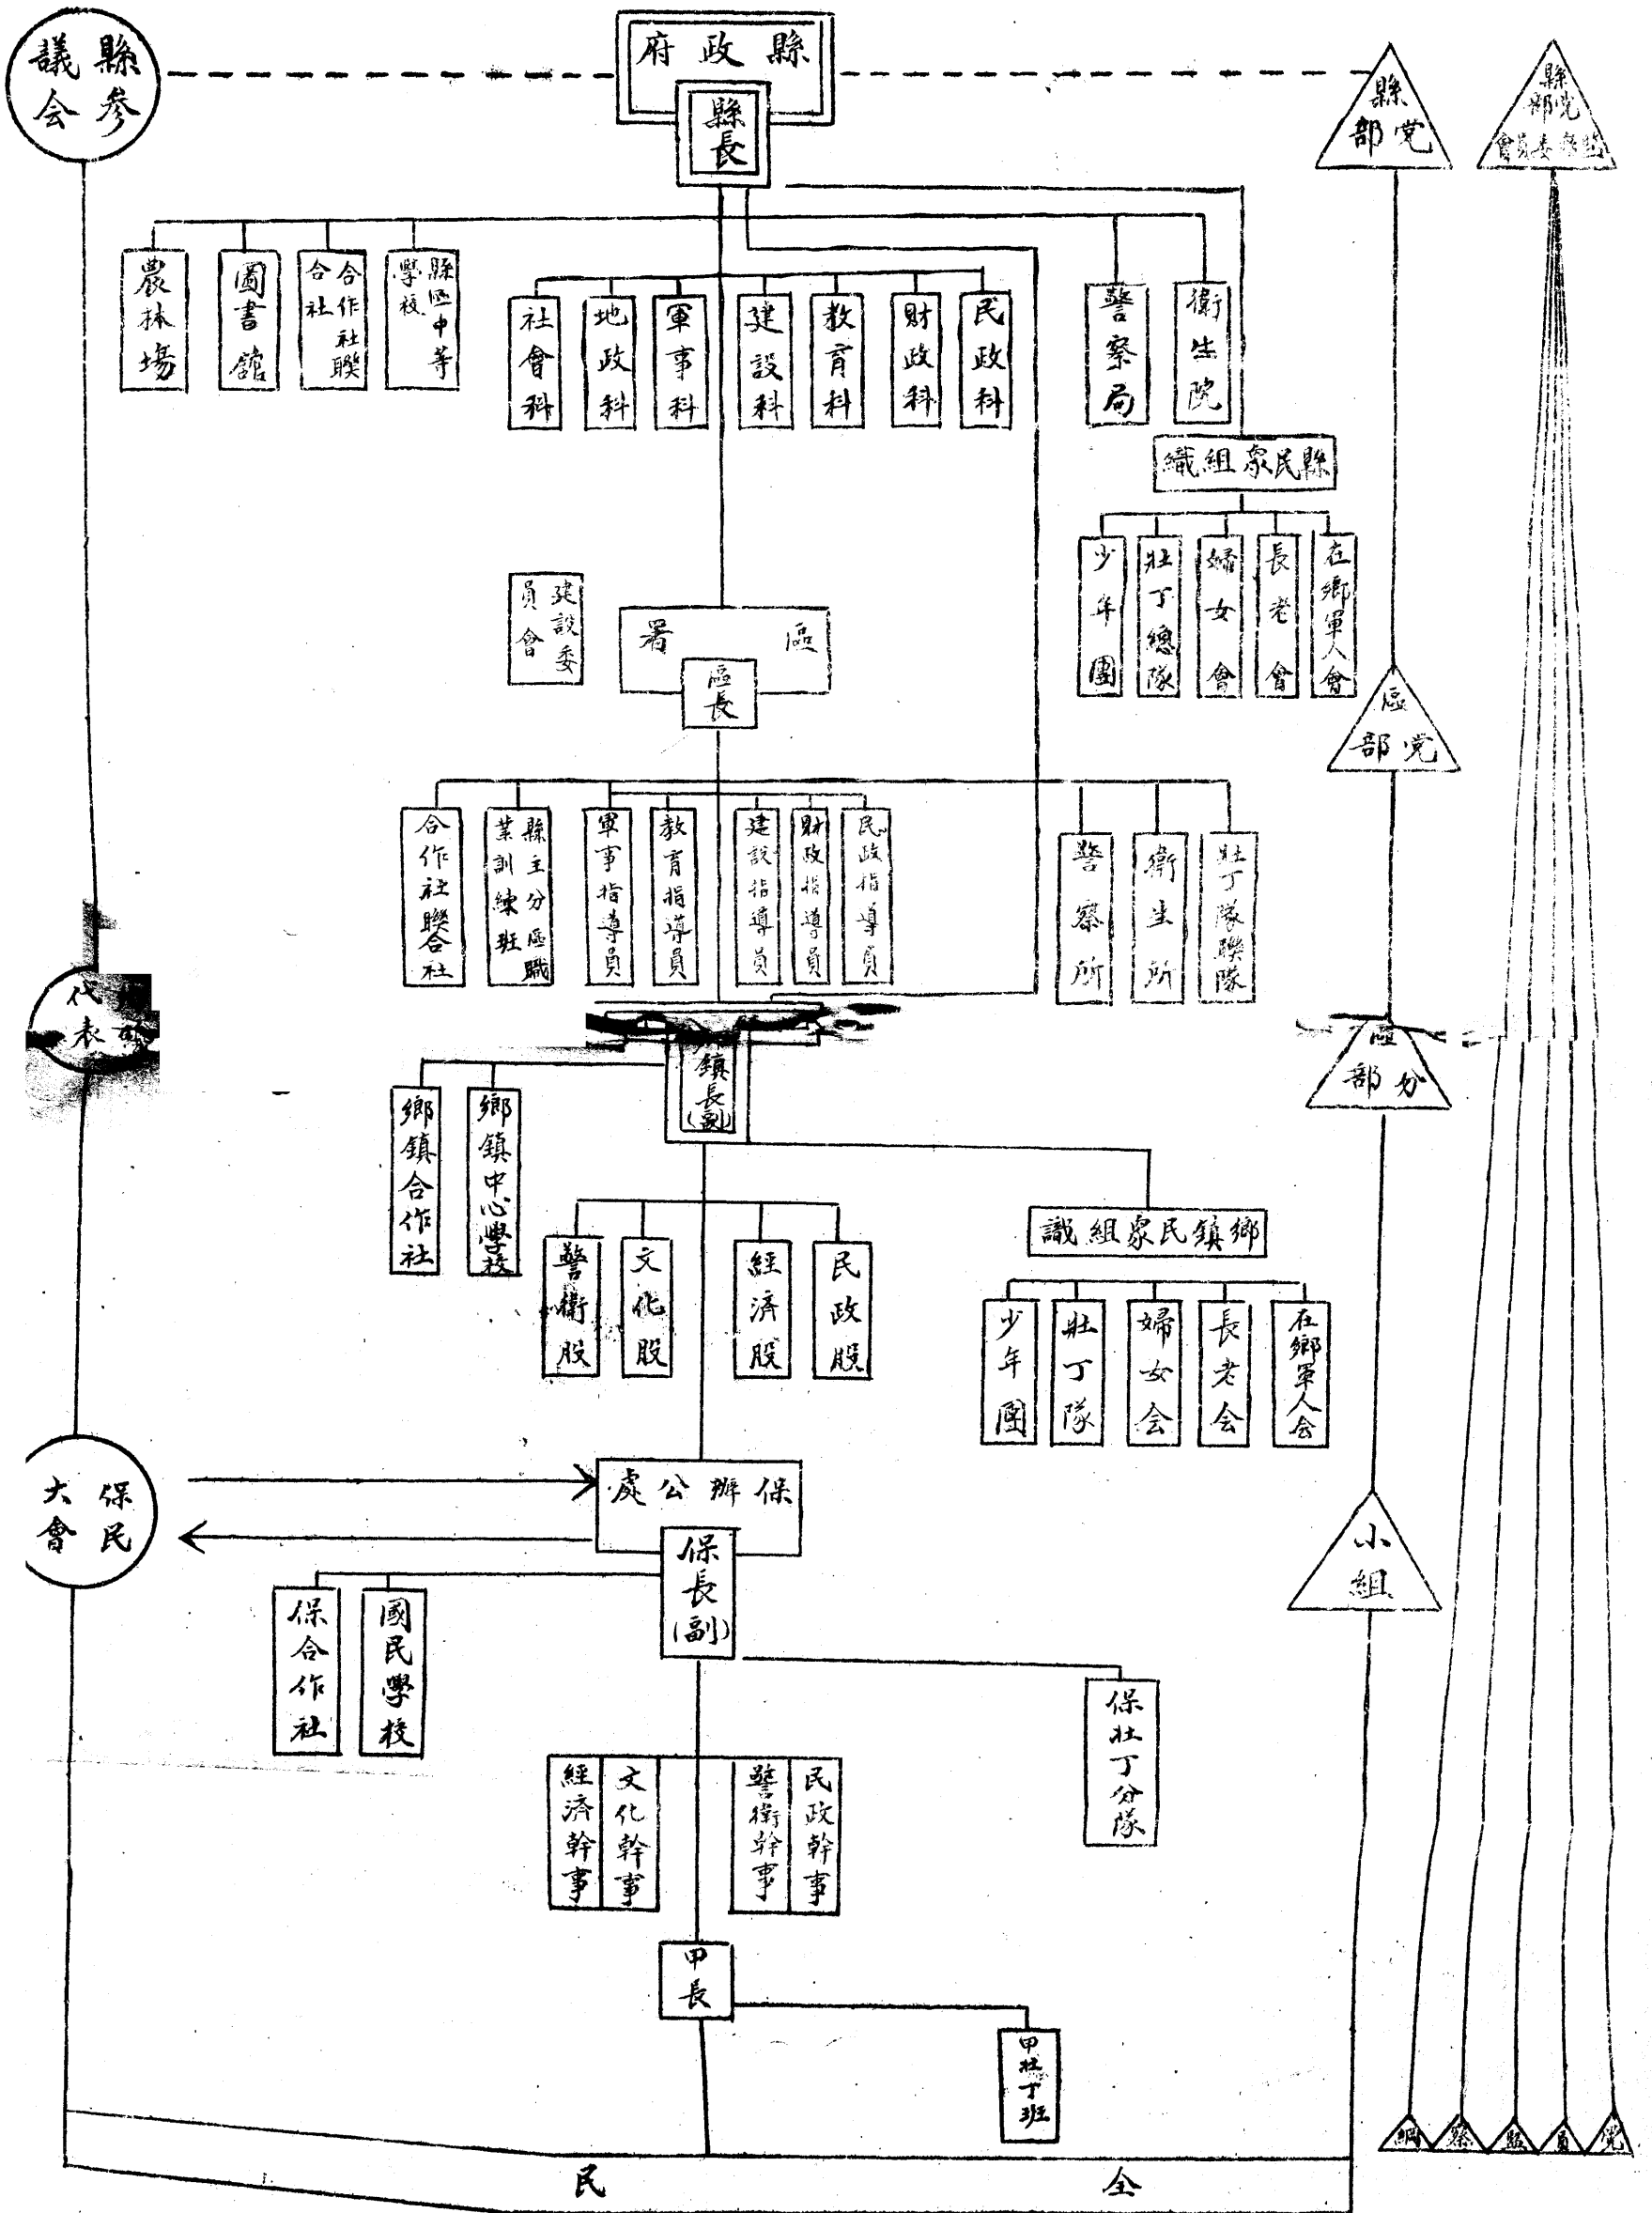 縣參
議会
縣政府
縣長
縣党
部
縣党
部
監察委員會
農林場
圖書館
合作社聯
合社
縣區中等
學校
社會科
地政科
軍事科
建設科
教育科
財政科
民政科
警察局
衛生院
縣民眾組織
少年團
壯丁總隊
婦女會
長老會
在鄉軍人會
建設委
員會
區署
區長
區党
部
合作社聯合社
縣主分區職
業訓練班
軍事指導員
教育指導員
建設指導員
財政指導員
民政指導員
警察所
衛生所
壯丁隊聯隊
代
表
鎮長
(副)
區
分
部
鄉鎮合作社
鄉鎮中心學校
警衛股
文化股
經済股
民政股
鄉鎮民眾組識
少年團
壯丁隊
婦女会
長老会
在鄉軍人会
保民
大會
保辦公處
保長
(副)
小組
保合作社
國民學校
保壯丁分隊
經済幹事
文化幹事
警衛幹事
民政幹事
甲長
甲壯丁班
党員監察網
全民